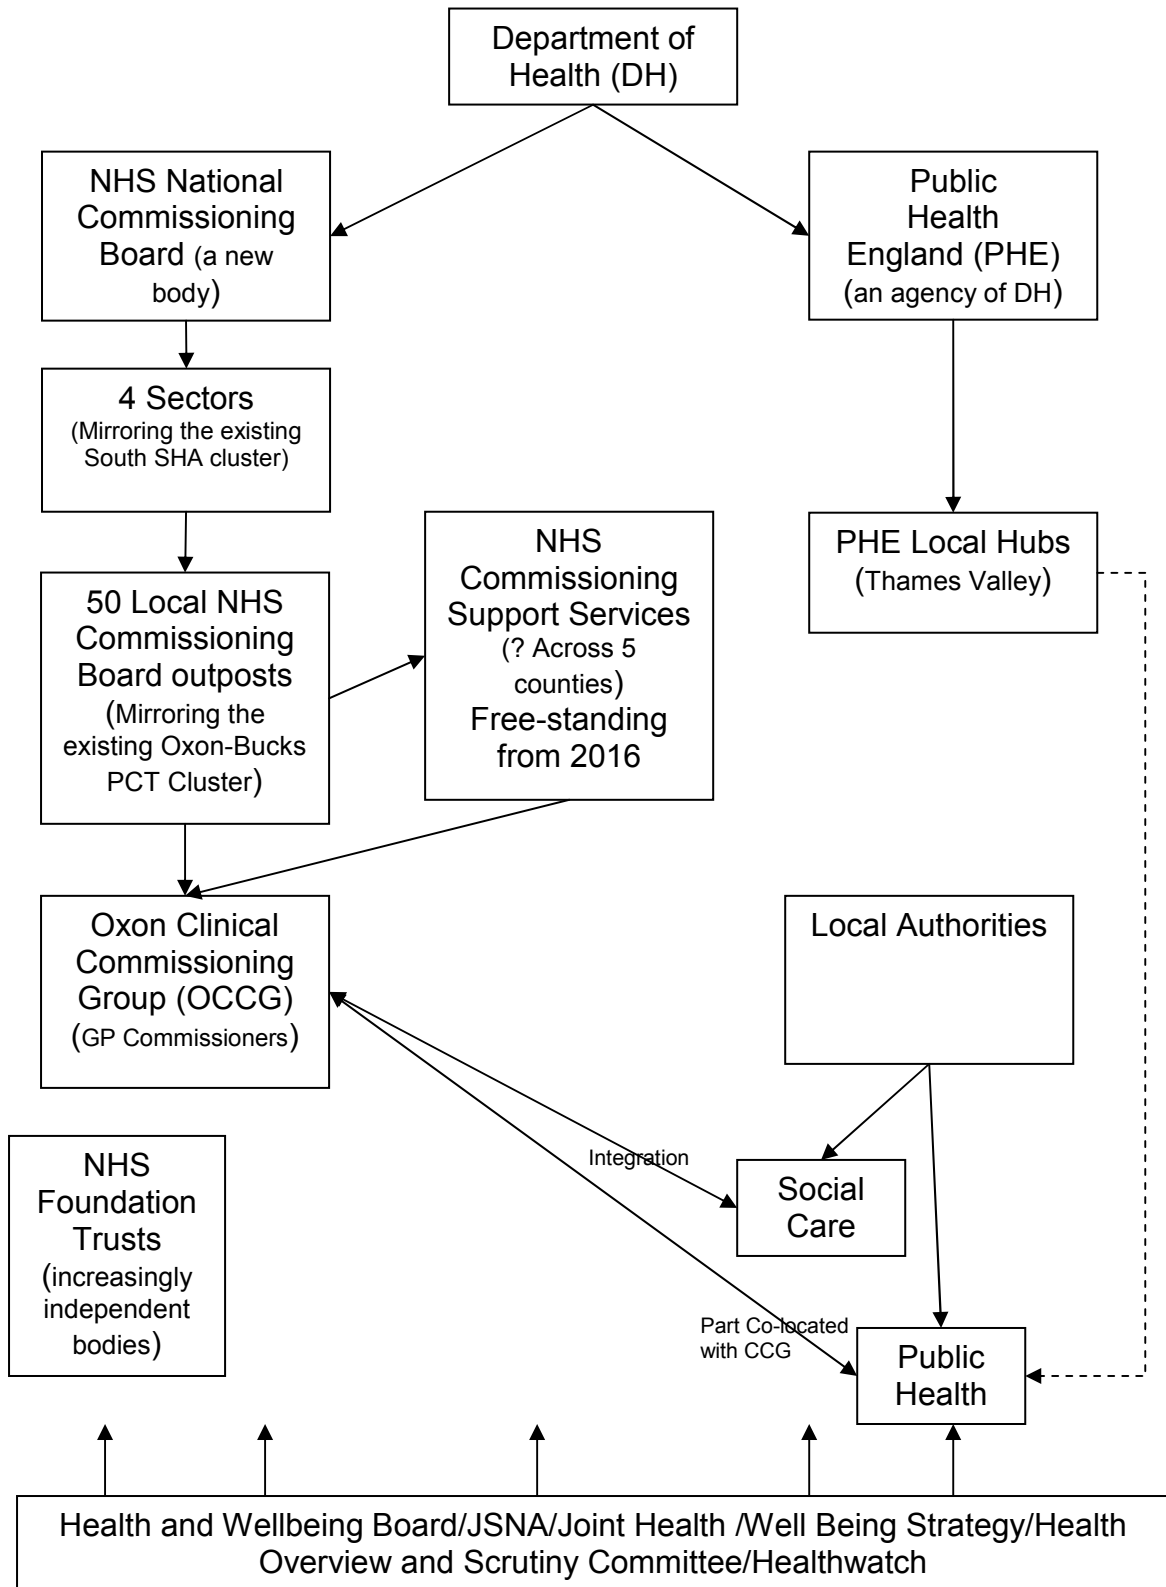 Department of
Health (DH)
NHS National
Commissioning
Board (a new
body)
Public
Health
England (PHE)
(an agency of DH)
4 Sectors
(Mirroring the existing
South SHA cluster)
50 Local NHS
Commissioning
Board outposts
(Mirroring the
existing Oxon-Bucks
PCT Cluster)
NHS
Commissioning
Support Services
(? Across 5
counties)
Free-standing
from 2016
PHE Local Hubs
(Thames Valley)
Oxon Clinical
Commissioning
Group (OCCG)
(GP Commissioners)
Local Authorities
NHS
Foundation
Trusts
(increasingly
independent
bodies)
Integration
Social
Care
Part Co-located
with CCG
Public
Health
Health and Wellbeing Board/JSNA/Joint Health /Well Being Strategy/Health
Overview and Scrutiny Committee/Healthwatch